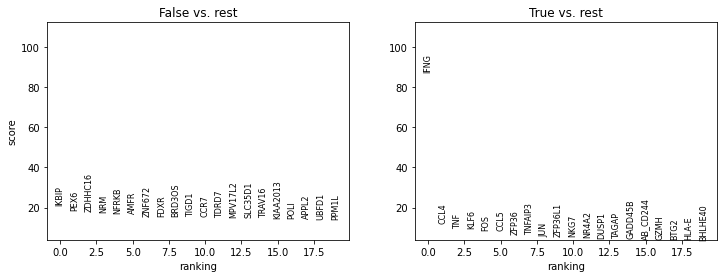 False vs. rest
score
100
80
60
40
20
IKBIP
PEX6
ZDHHC16
NRM
NFRKB
AMFR
ZNF672
FDXR
BRD3OS
TIGD1
CCR7
TDRD7
MPV17L2
SLC35D1
TRAV16
KIAA2013
POLI
APPL2
UBFD1
PPM1L
0.0 2.5 5.0 7.5 10.0 12.5 15.0 17.5
ranking
True vs. rest
100
80
60
40
20
IFNG
CCL4
TNF
KLF6
FOS
CCL5
ZFP36
TNFAIP3
JUN
ZFP36L1
NKG7
NR4A2
DUSP1
TAGAP
GADD45B
AB_CD244
GZMH
BTG2
HLA-E
BHLHE40
0.0 2.5 5.0 7.5 10.0 12.5 15.0 17.5
ranking